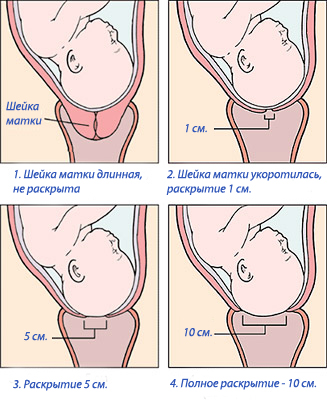 Шейка
матки
1. Шейка матки длинная,
не раскрыта
1 см.
2. Шейка матки укоротилась,
раскрытие 1 см.
5 см.
3. Раскрытие 5 см.
10 см.
4. Полное раскрытие - 10 см.